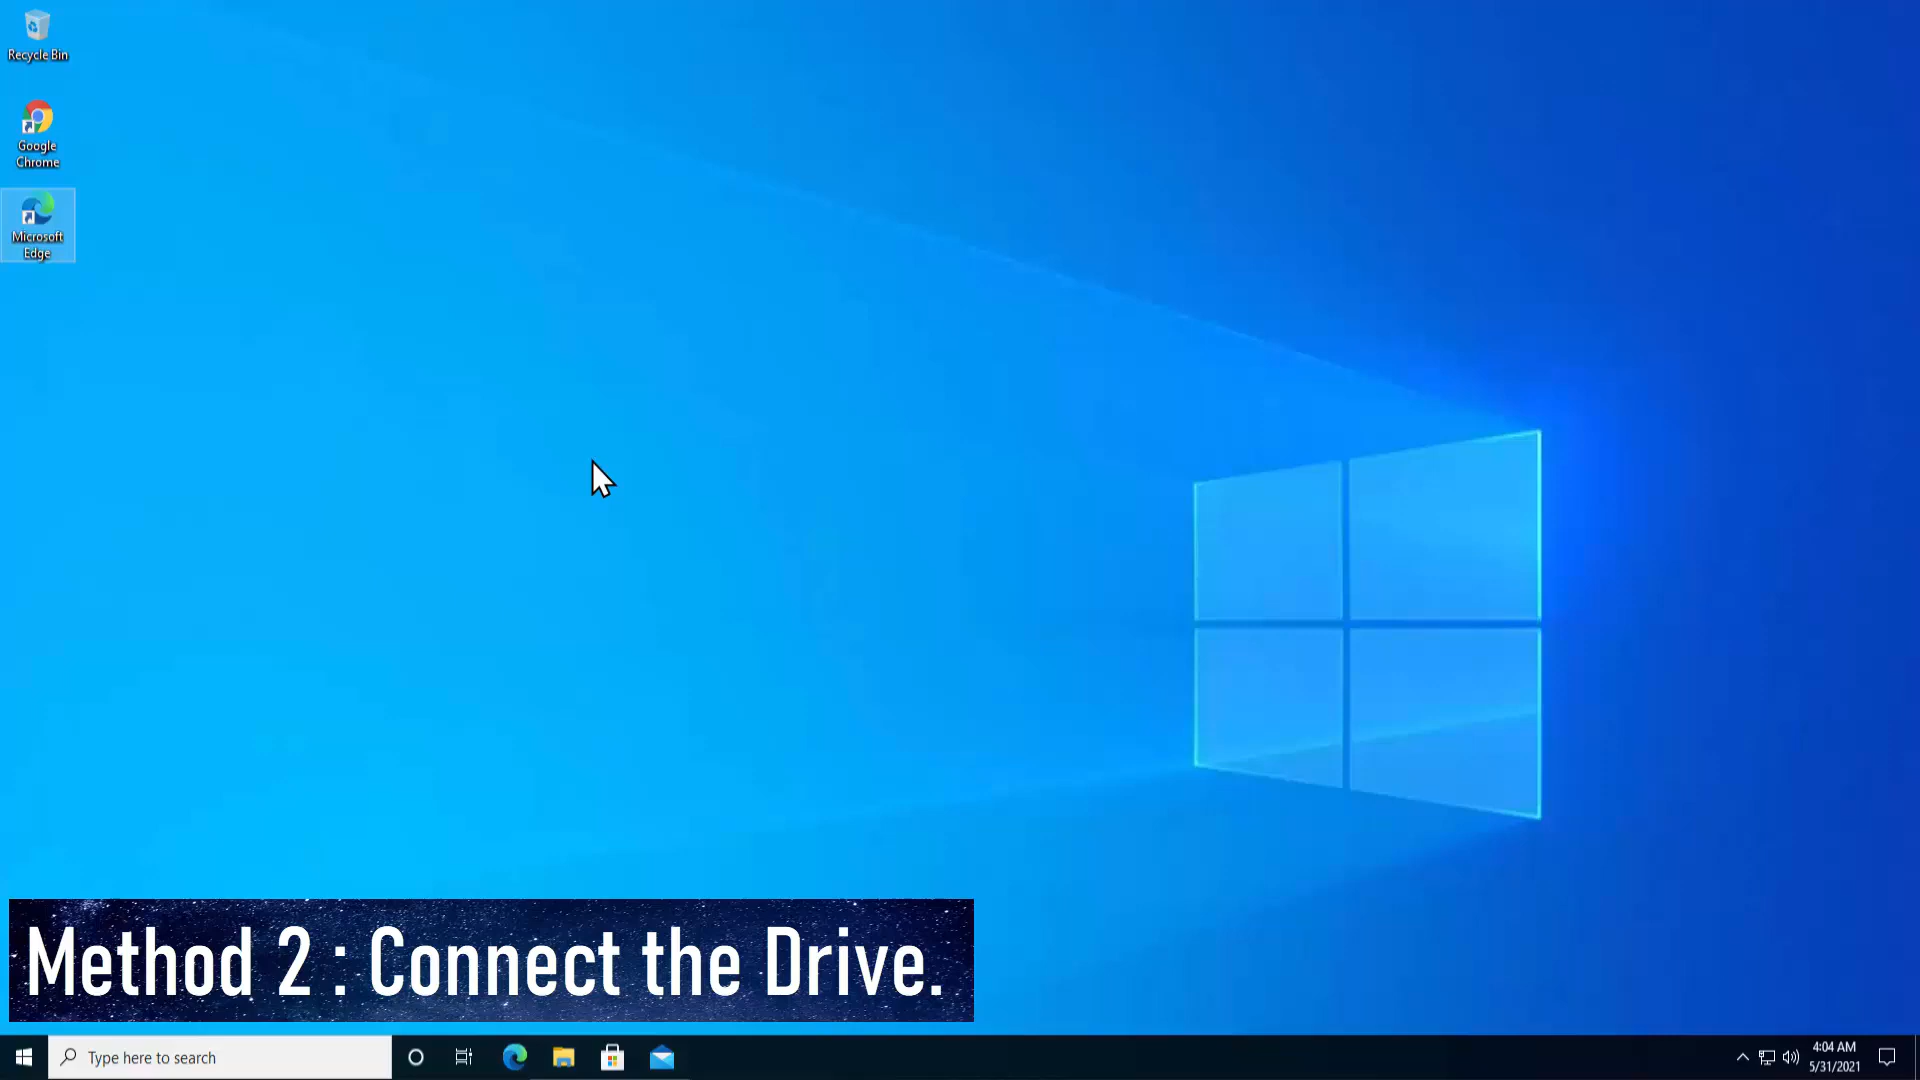 Recycle Bin
Google
Chrome
Microsoft
Edge
Method 2 : Connect the Drive.
Type here to search
4:04 AM
5/31/2021